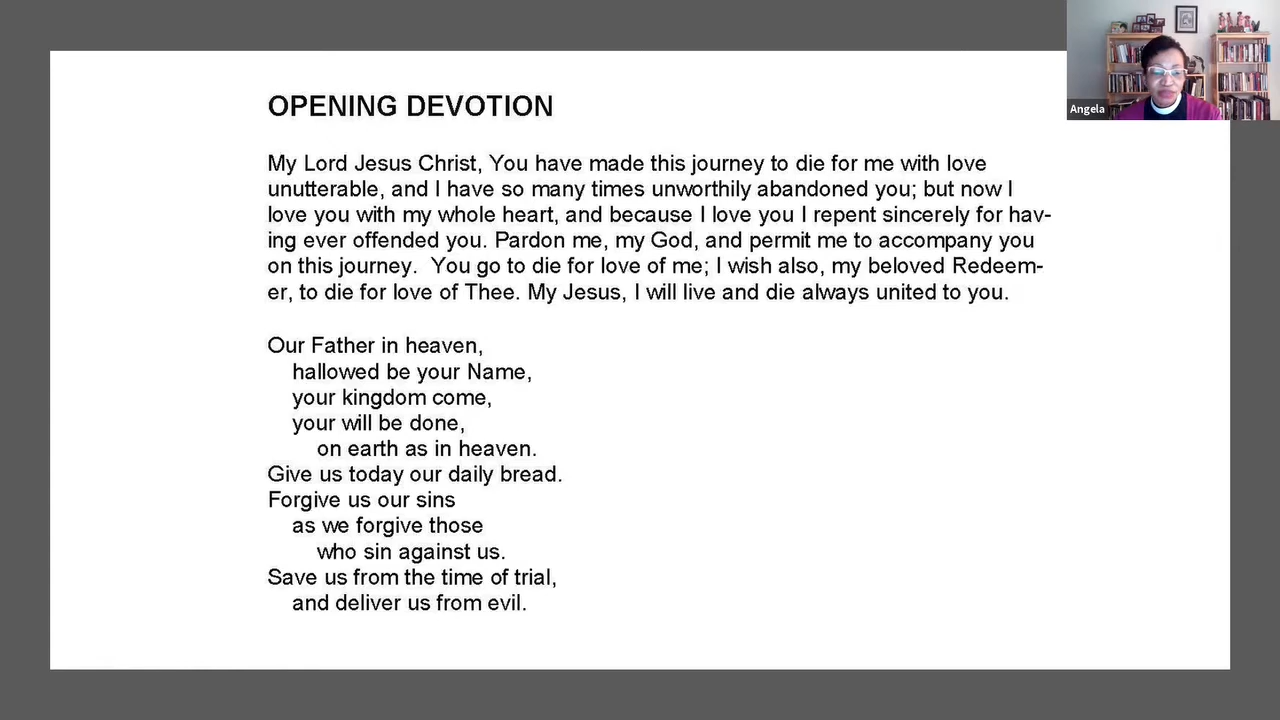 OPENING DEVOTION
My Lord Jesus Christ, You have made this journey to die for me with love
unutterable, and I have so many times unworthily abandoned you; but now I
love you with my whole heart, and because I love you I repent sincerely for hav-
ing ever offended you. Pardon me, my God, and permit me to accompany you
on this journey.  You go to die for love of me; I wish also, my beloved Redeem-
er, to die for love of Thee. My Jesus, I will live and die always united to you.
Our Father in heaven,
hallowed be your Name,
your kingdom come,
your will be done,
on earth as in heaven.
Give us today our daily bread.
Forgive us our sins
as we forgive those
who sin against us.
Save us from the time of trial,
and deliver us from evil.
Angela